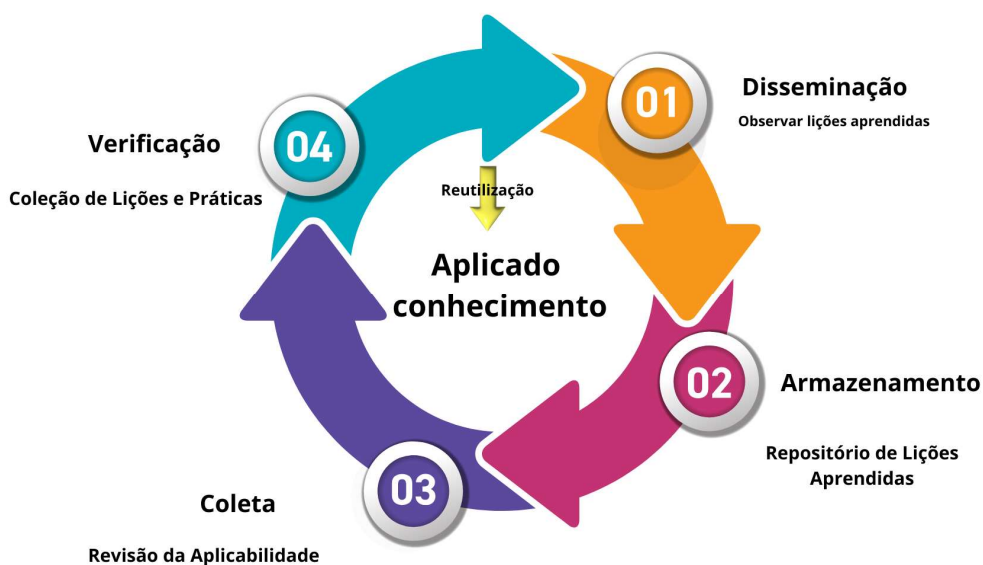 01
Disseminação
Observar lições aprendidas
02
Armazenamento
Repositório de Lições
Aprendidas
03
Coleta
Revisão da Aplicabilidade
04
Verificação
Coleção de Lições e Práticas
Reutilização
Aplicado
conhecimento